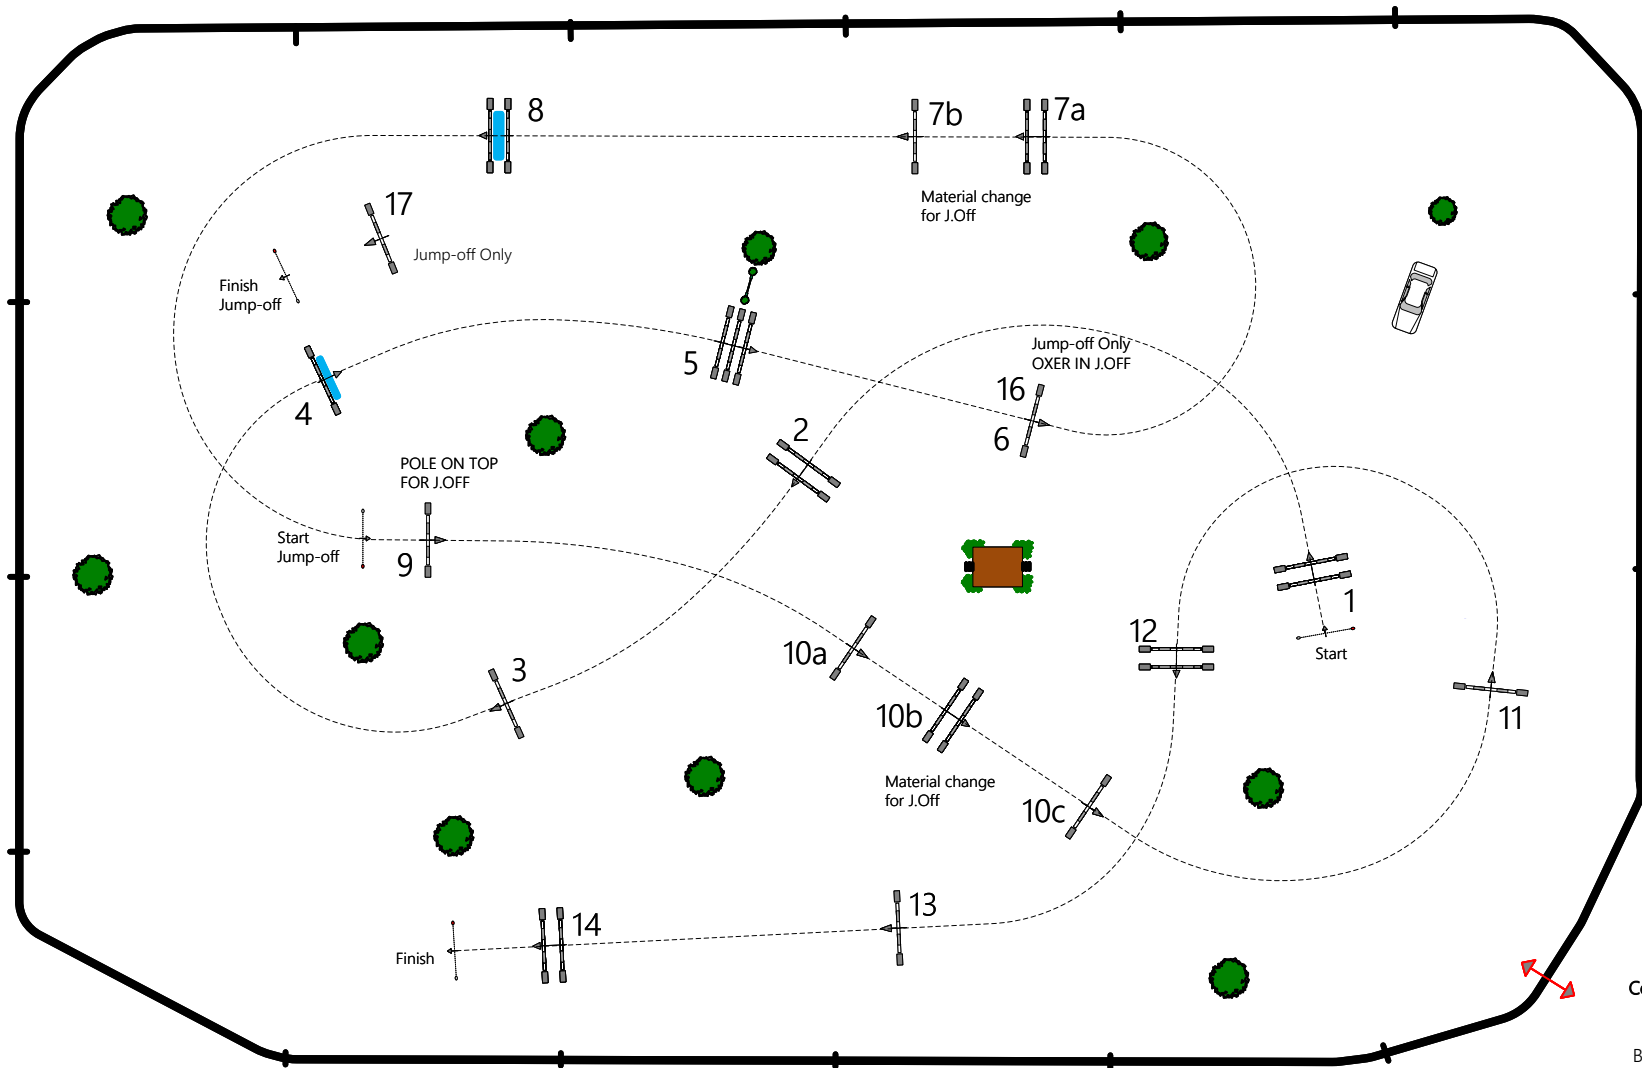 8
7b
7a
Material change
for J.Off
17
Jump-off Only
Finish
Jump-off
5
Jump-off Only
OXER IN J.OFF
16
6
4
2
POLE ON TOP
FOR J.OFF
Start
Jump-off
9
1
Start
12
10a
3
10b
11
Material change
for J.Off
10c
13
14
Finish
B